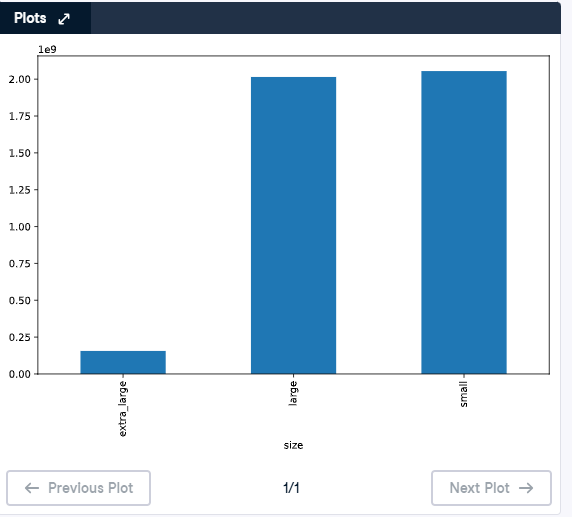 Plots
1e9
2.00
1.75
1.50
1.25
1.00
0.75
0.50
0.25
0.00
extra_large
large
small
size
Previous Plot
1/1
Next Plot